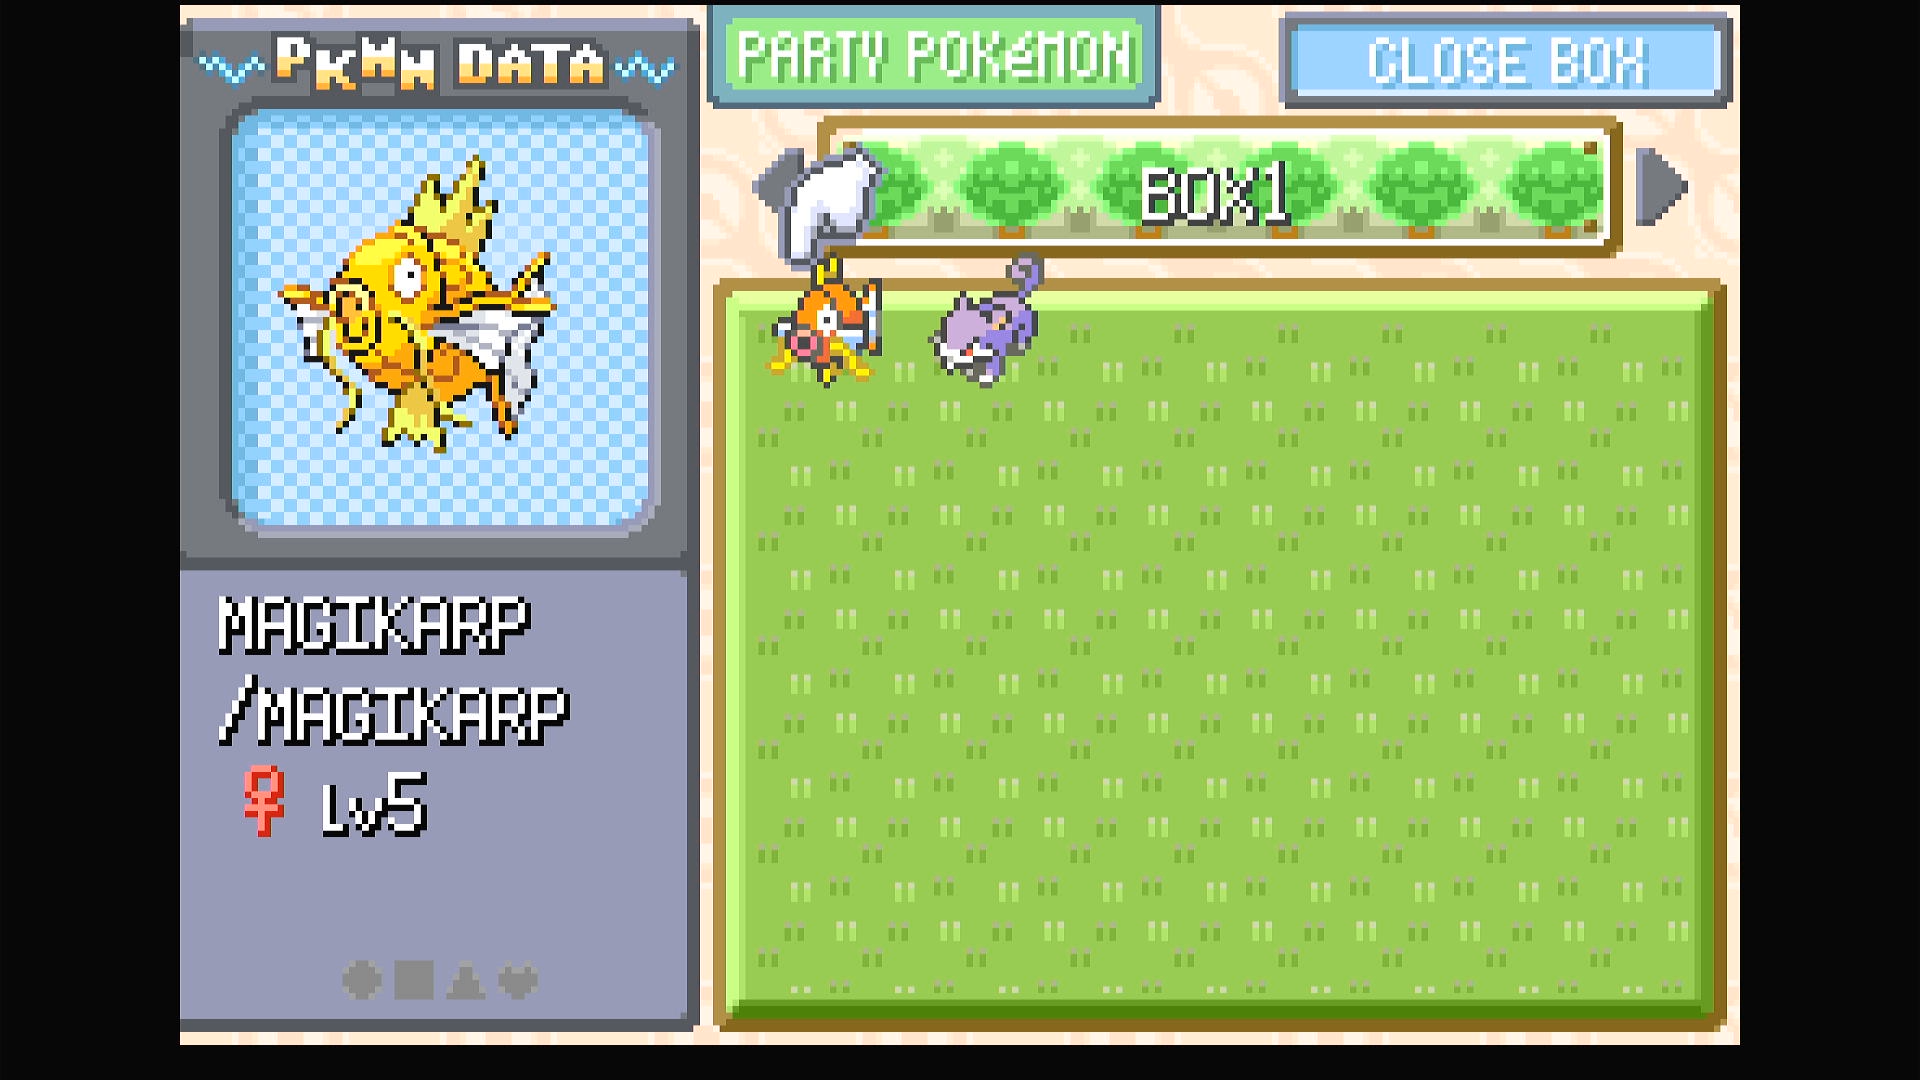 PKMN DATA
PARTY POKéMON
CLOSE BOX
BOX1
MAGIKARP
/MAGIKARP
♀ Lv5